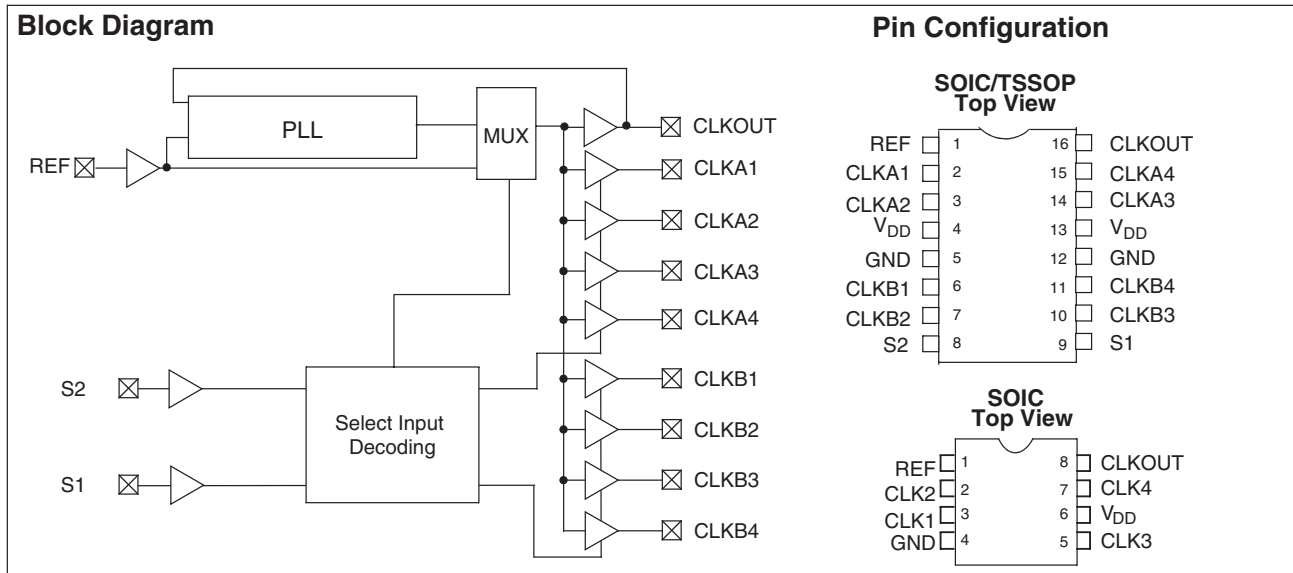 Block Diagram
PLL
MUX
REF
S2
S1
Select Input
Decoding
CLKOUT
CLKA1
CLKA2
CLKA3
CLKA4
CLKB1
CLKB2
CLKB3
CLKB4
Pin Configuration
SOIC/TSSOP
Top View
REF 1 16 CLKOUT
CLKA1 2 15 CLKA4
CLKA2 3 14 CLKA3
VDD 4 13 VDD
GND 5 12 GND
CLKB1 6 11 CLKB4
CLKB2 7 10 CLKB3
S2 8 9 S1
SOIC
Top View
REF 1 8 CLKOUT
CLK2 2 7 CLK4
CLK1 3 6 VDD
GND 4 5 CLK3